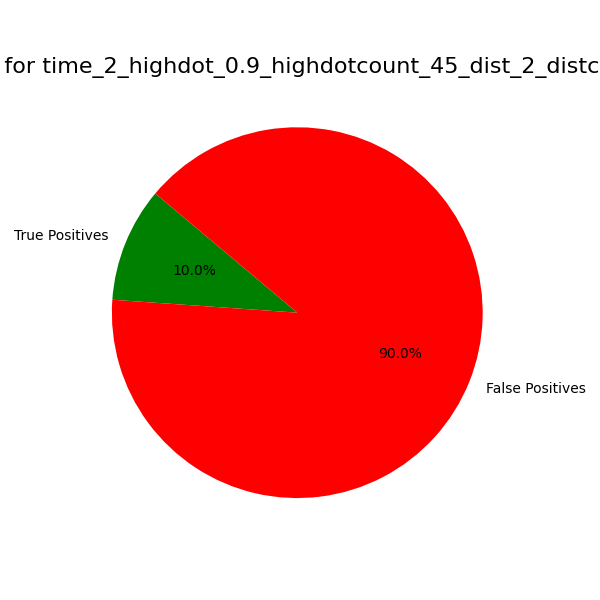 for time_2_highdot_0.9_highdotcount_45_dist_2_distc
True Positives
10.0%
90.0%
False Positives